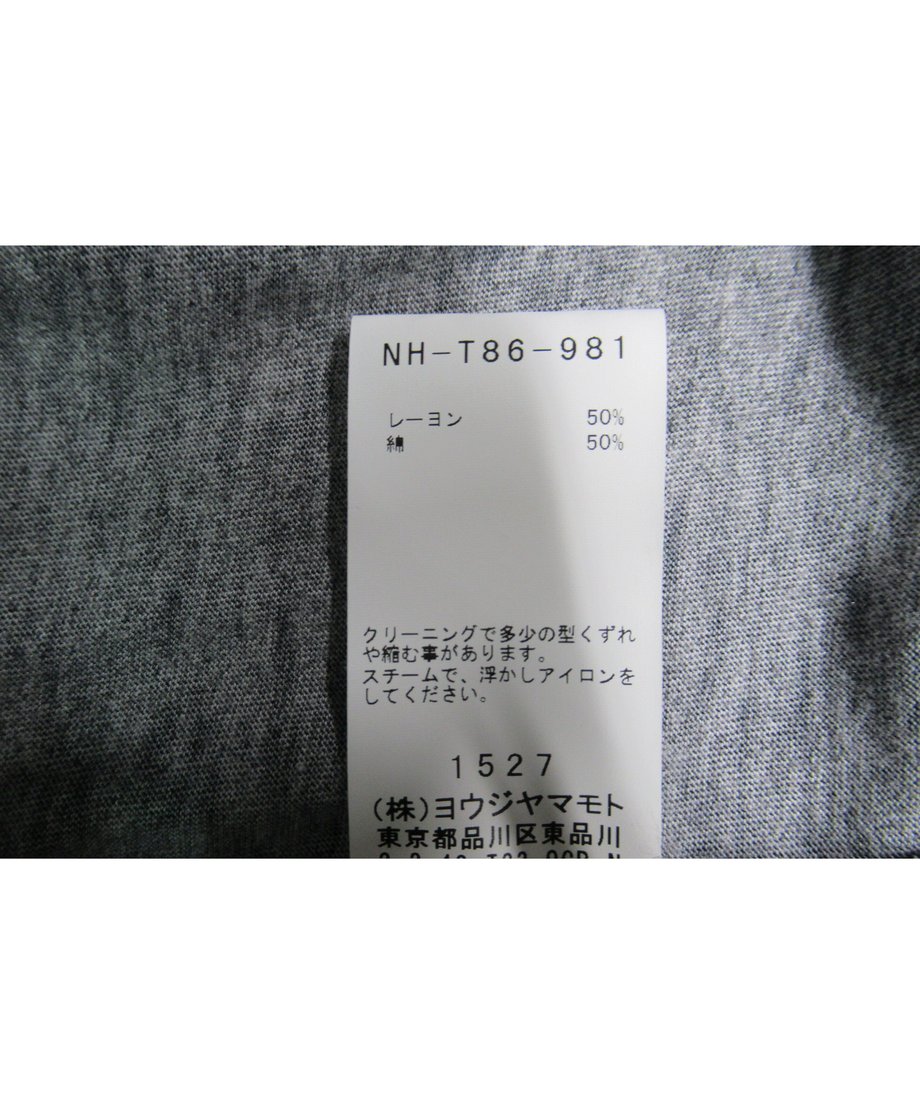 NH-T86-981
レーヨン 50%
綿 50%
クリーニングで多少の型くずれ
や縮む事があります。
スチームで、浮かしアイロンを
してください。
1527
(株)ヨウジヤマモト
東京都品川区東品川